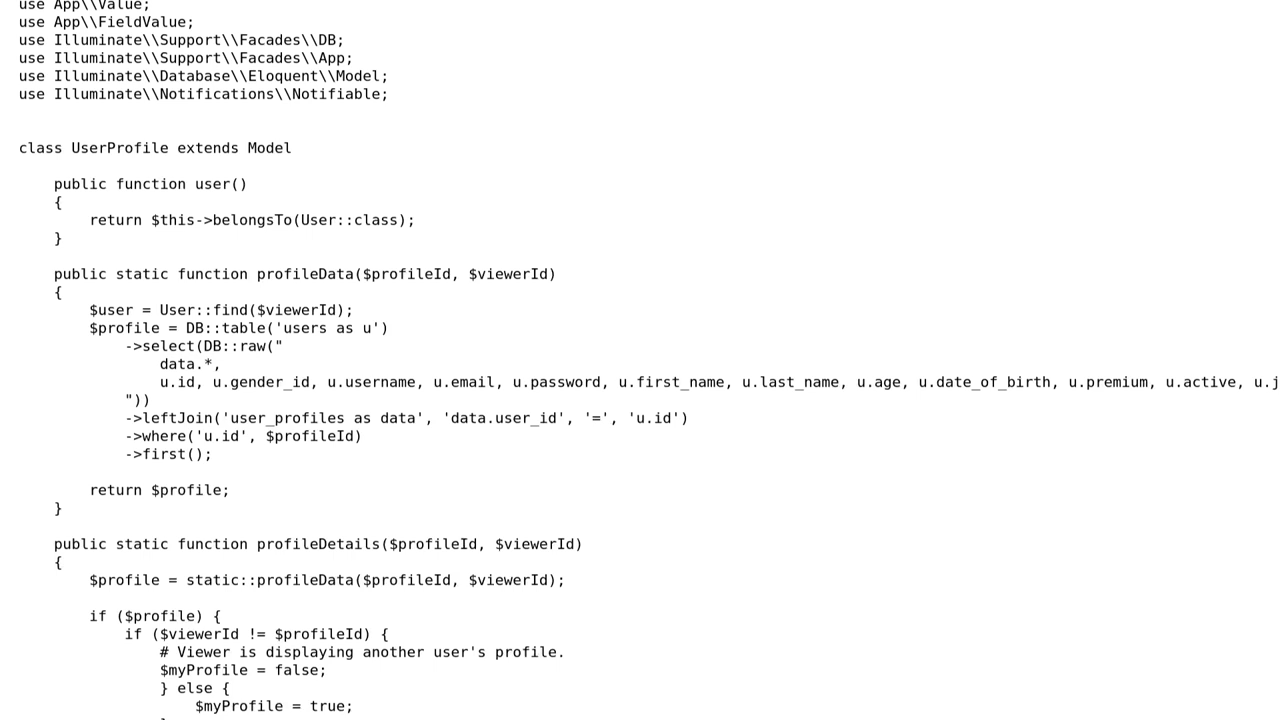 use App\\Value;
use App\\FieldValue;
use Illuminate\\Support\\Facades\\DB;
use Illuminate\\Support\\Facades\\App;
use Illuminate\\Database\\Eloquent\\Model;
use Illuminate\\Notifications\\Notifiable;


class UserProfile extends Model

    public function user()
    {
        return $this->belongsTo(User::class);
    }

    public static function profileData($profileId, $viewerId)
    {
        $user = User::find($viewerId);
        $profile = DB::table('users as u')
            ->select(DB::raw("
                data.*,
                u.id, u.gender_id, u.username, u.email, u.password, u.first_name, u.last_name, u.age, u.date_of_birth, u.premium, u.active, u.j
            "))
            ->leftJoin('user_profiles as data', 'data.user_id', '=', 'u.id')
            ->where('u.id', $profileId)
            ->first();

        return $profile;
    }

    public static function profileDetails($profileId, $viewerId)
    {
        $profile = static::profileData($profileId, $viewerId);

        if ($profile) {
            if ($viewerId != $profileId) {
                # Viewer is displaying another user's profile.
                $myProfile = false;
                } else {
                    $myProfile = true;